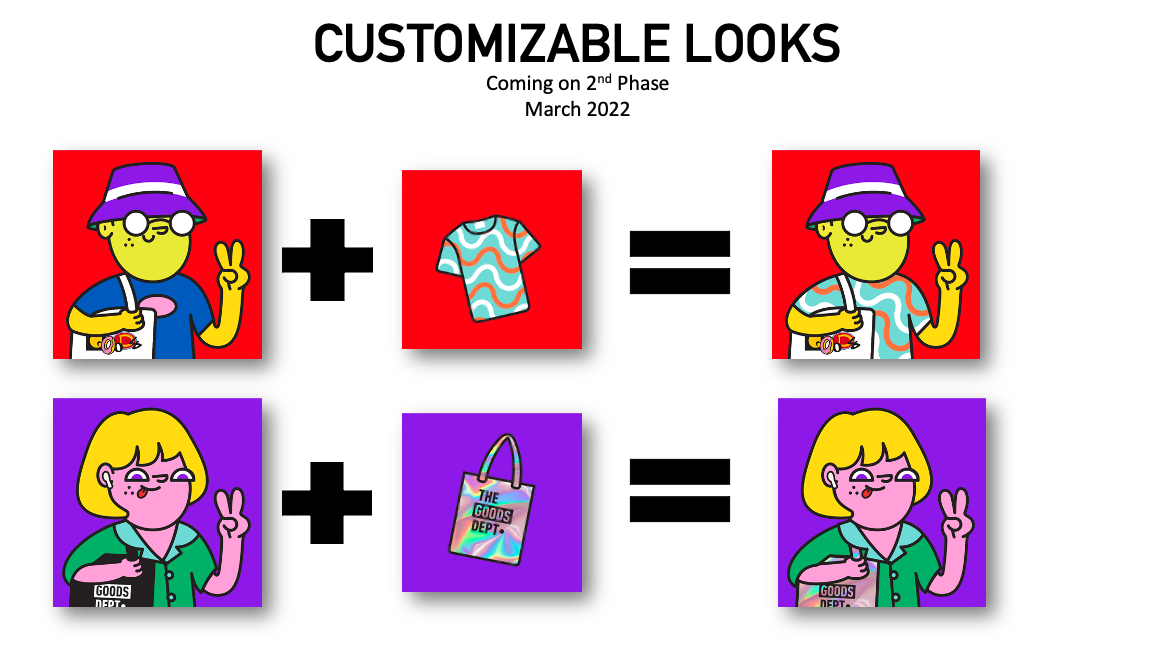 CUSTOMIZABLE LOOKS
Coming on 2nd Phase
March 2022
THE
GOODS
DEPT.
GOODS
DEPT.
GOODS
DEPT.